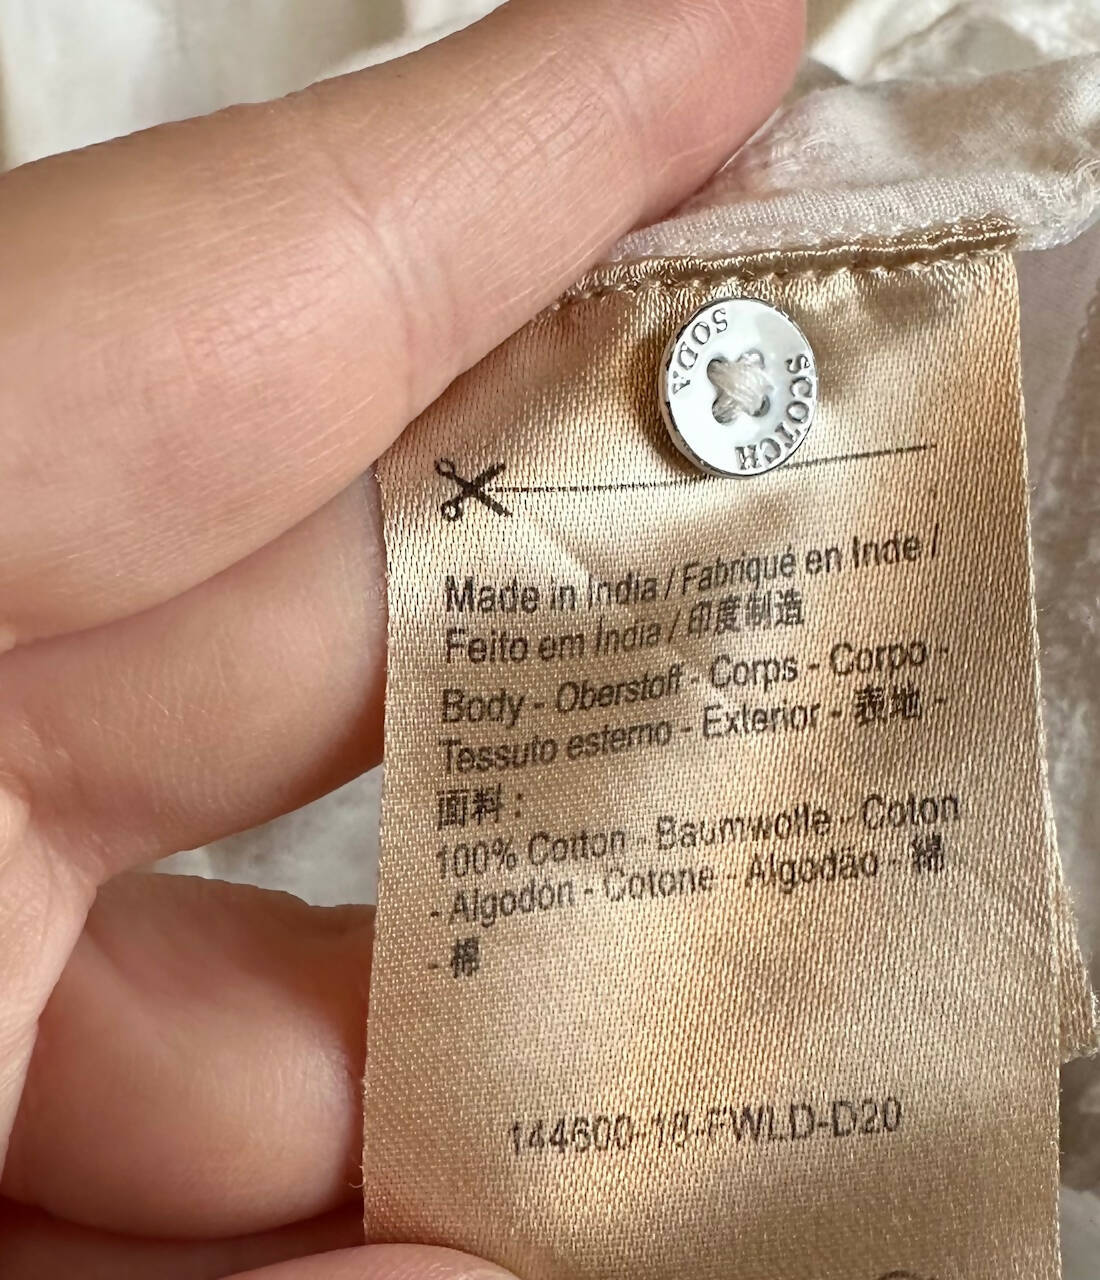 SCOTCH SODA
Made in India / Fabriqué en Inde /
Feito em Índia / 印度制造
Body - Oberstoff - Corps - Corpo -
Tessuto esterno - Exterior - 表地 -
面料 :
100% Cotton - Baumwolle - Coton
- Algodón - Cotone - Algodão - 綿
- 棉
144600-18-FWLD-D20